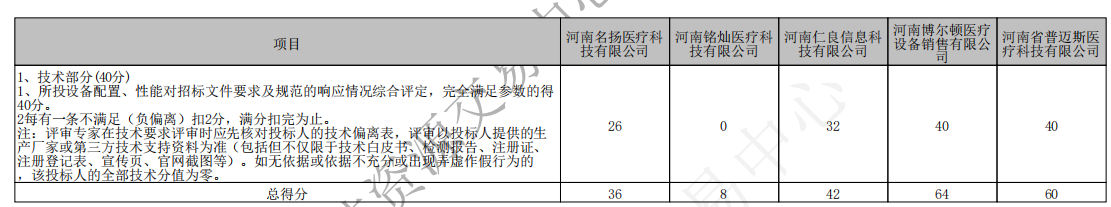 项目
河南名扬医疗科
技有限公司
河南铭灿医疗科
技有限公司
河南仁良信息科
技有限公司
河南博尔顿医疗
设备销售有限公
司
河南省普迈斯医
疗科技有限公司
1、技术部分(40分)
1、所投设备配置、性能对招标文件要求及规范的响应情况综合评定，完全满足参数的得
40分。
2每有一条不满足（负偏离）扣2分，满分扣完为止。
注：评审专家在技术要求评审时应先核对投标人的技术偏离表，评审以投标人提供的生
产厂家或第三方技术支持资料为准（包括但不仅限于技术白皮书、检测报告、注册证、
注册登记表、宣传页、官网截图等）。如无依据或依据不充分或出现弄虚作假行为的
，该投标人的全部技术分值为零。
26
0
32
40
40
总得分
36
8
42
64
60
资源交易中心
易中心